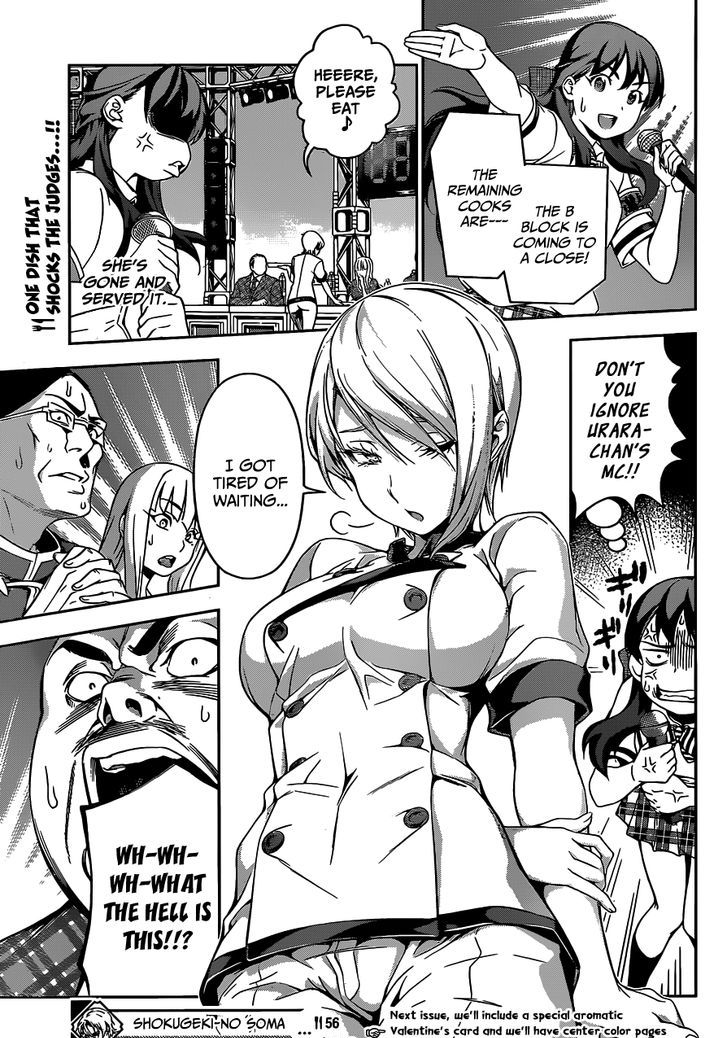 THE
REMAINING
COOKS
ARE---
THE B
BLOCK IS
COMING TO
A CLOSE!
HEEERE,
PLEASE
EAT
♪
SHE'S
GONE AND
SERVED IT.
ONE DISH THAT
SHOCKS THE JUDGES...!!
DON'T
YOU
IGNORE
URARA-
CHAN'S
MC!!
I GOT
TIRED OF
WAITING...
WH-WH-
WH-WHAT
THE HELL IS
THIS!!?
SHOKUGEKI NO SOMA
... 56
Next issue, we'll include a special aromatic
Valentine's card and we'll have center color pages